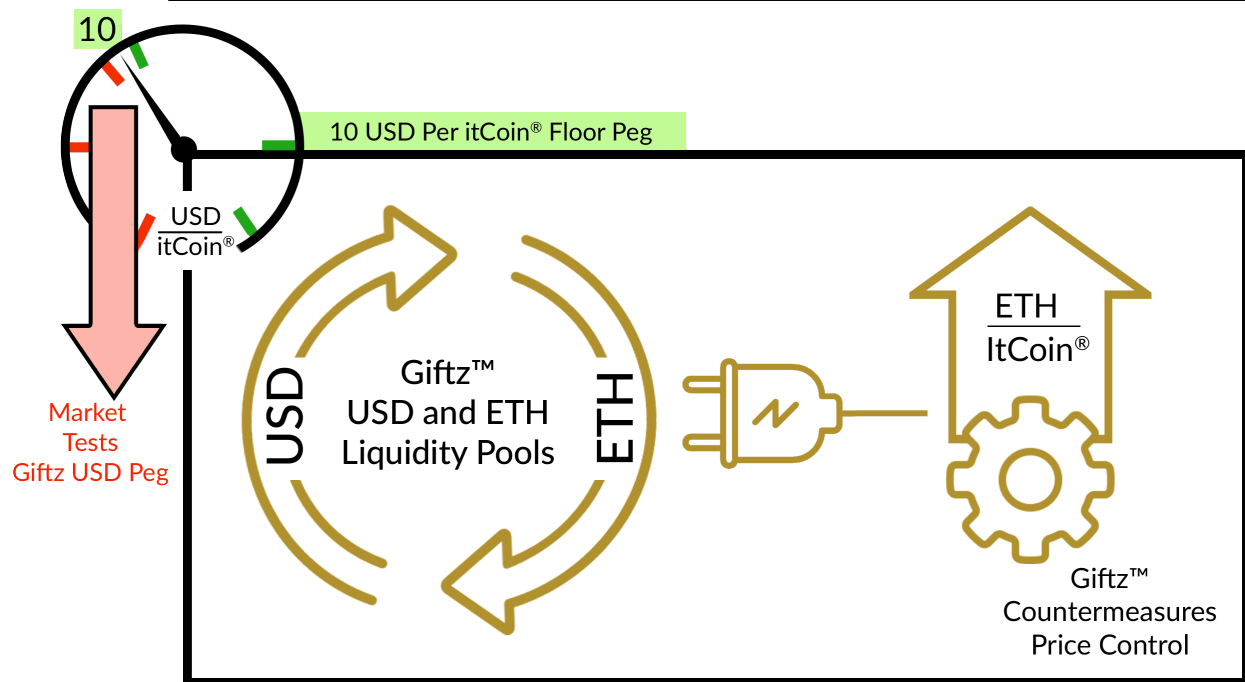 10
10 USD Per itCoin® Floor Peg
USD
itCoin®
Market
Tests
Giftz USD Peg
USD
Giftz™
USD and ETH
Liquidity Pools
ETH
ETH
ItCoin®
Giftz™
Countermeasures
Price Control